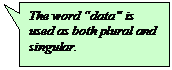 The word "data" is
used as both plural and
singular.